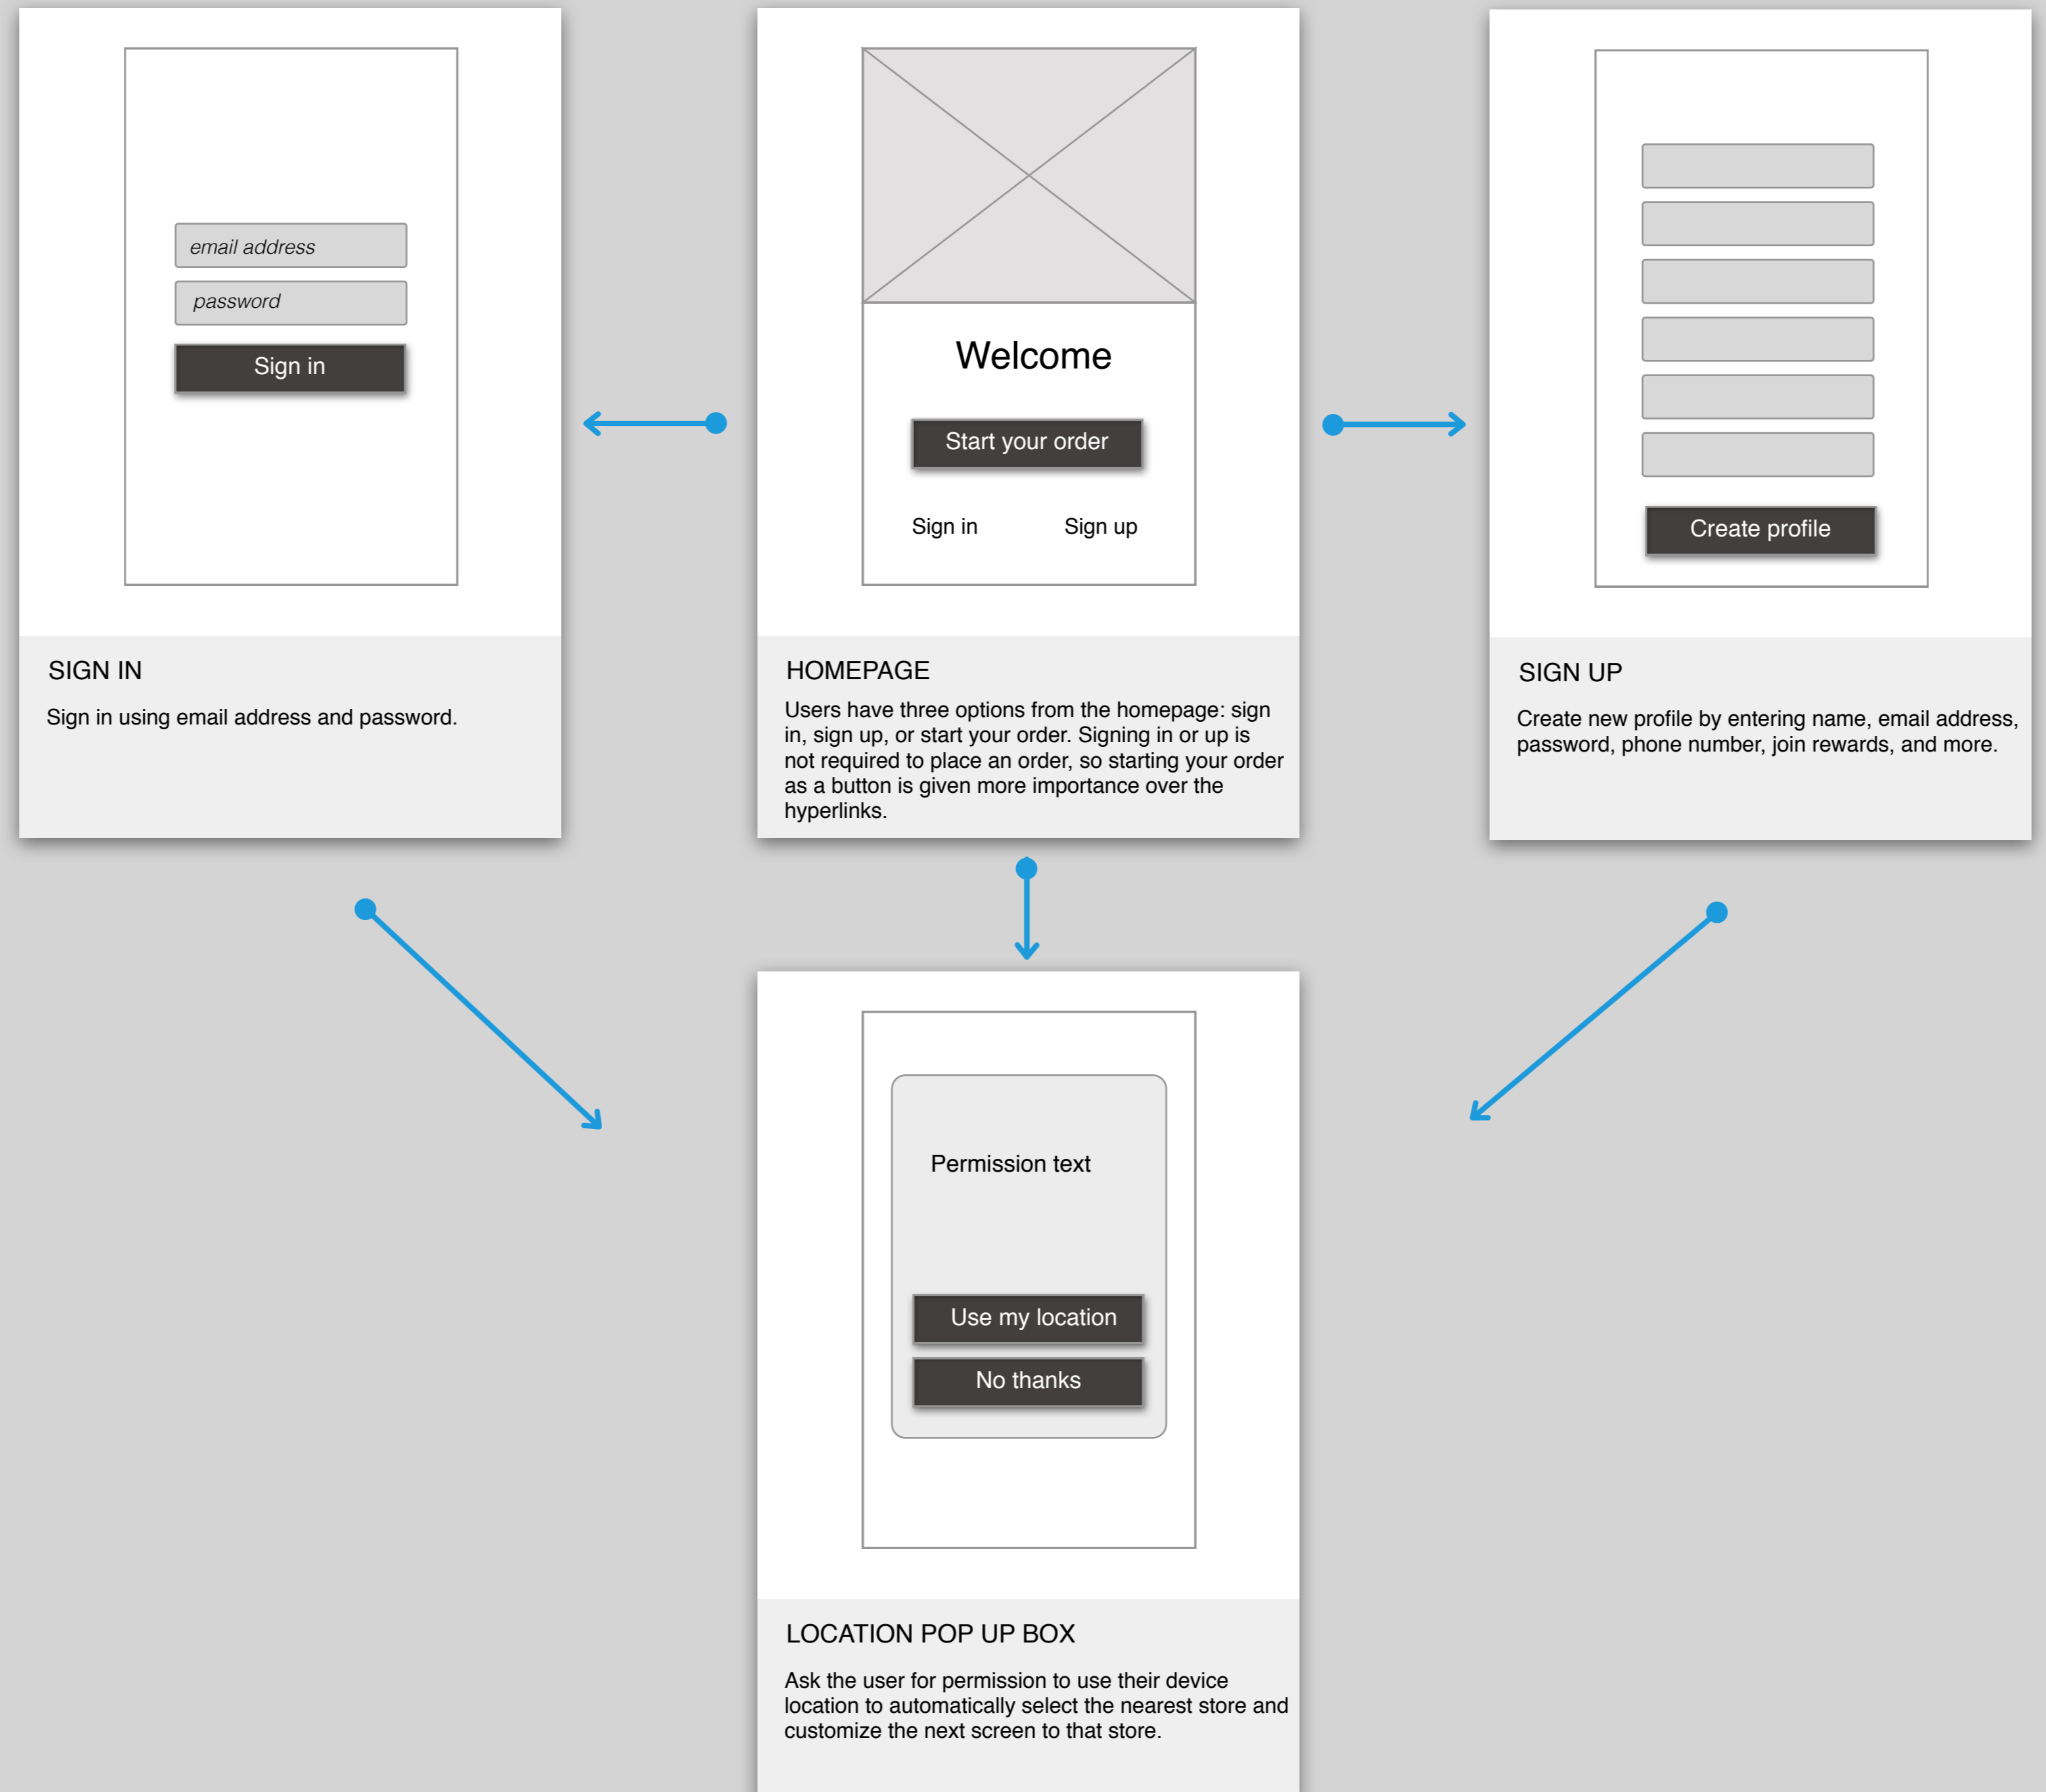 email address
password
Sign in
SIGN IN
Sign in using email address and password.
Welcome
Start your order
Sign in
Sign up
HOMEPAGE
Users have three options from the homepage: sign
in, sign up, or start your order. Signing in or up is
not required to place an order, so starting your order
as a button is given more importance over the
hyperlinks.
Create profile
SIGN UP
Create new profile by entering name, email address,
password, phone number, join rewards, and more.
Permission text
Use my location
No thanks
LOCATION POP UP BOX
Ask the user for permission to use their device
location to automatically select the nearest store and
customize the next screen to that store.